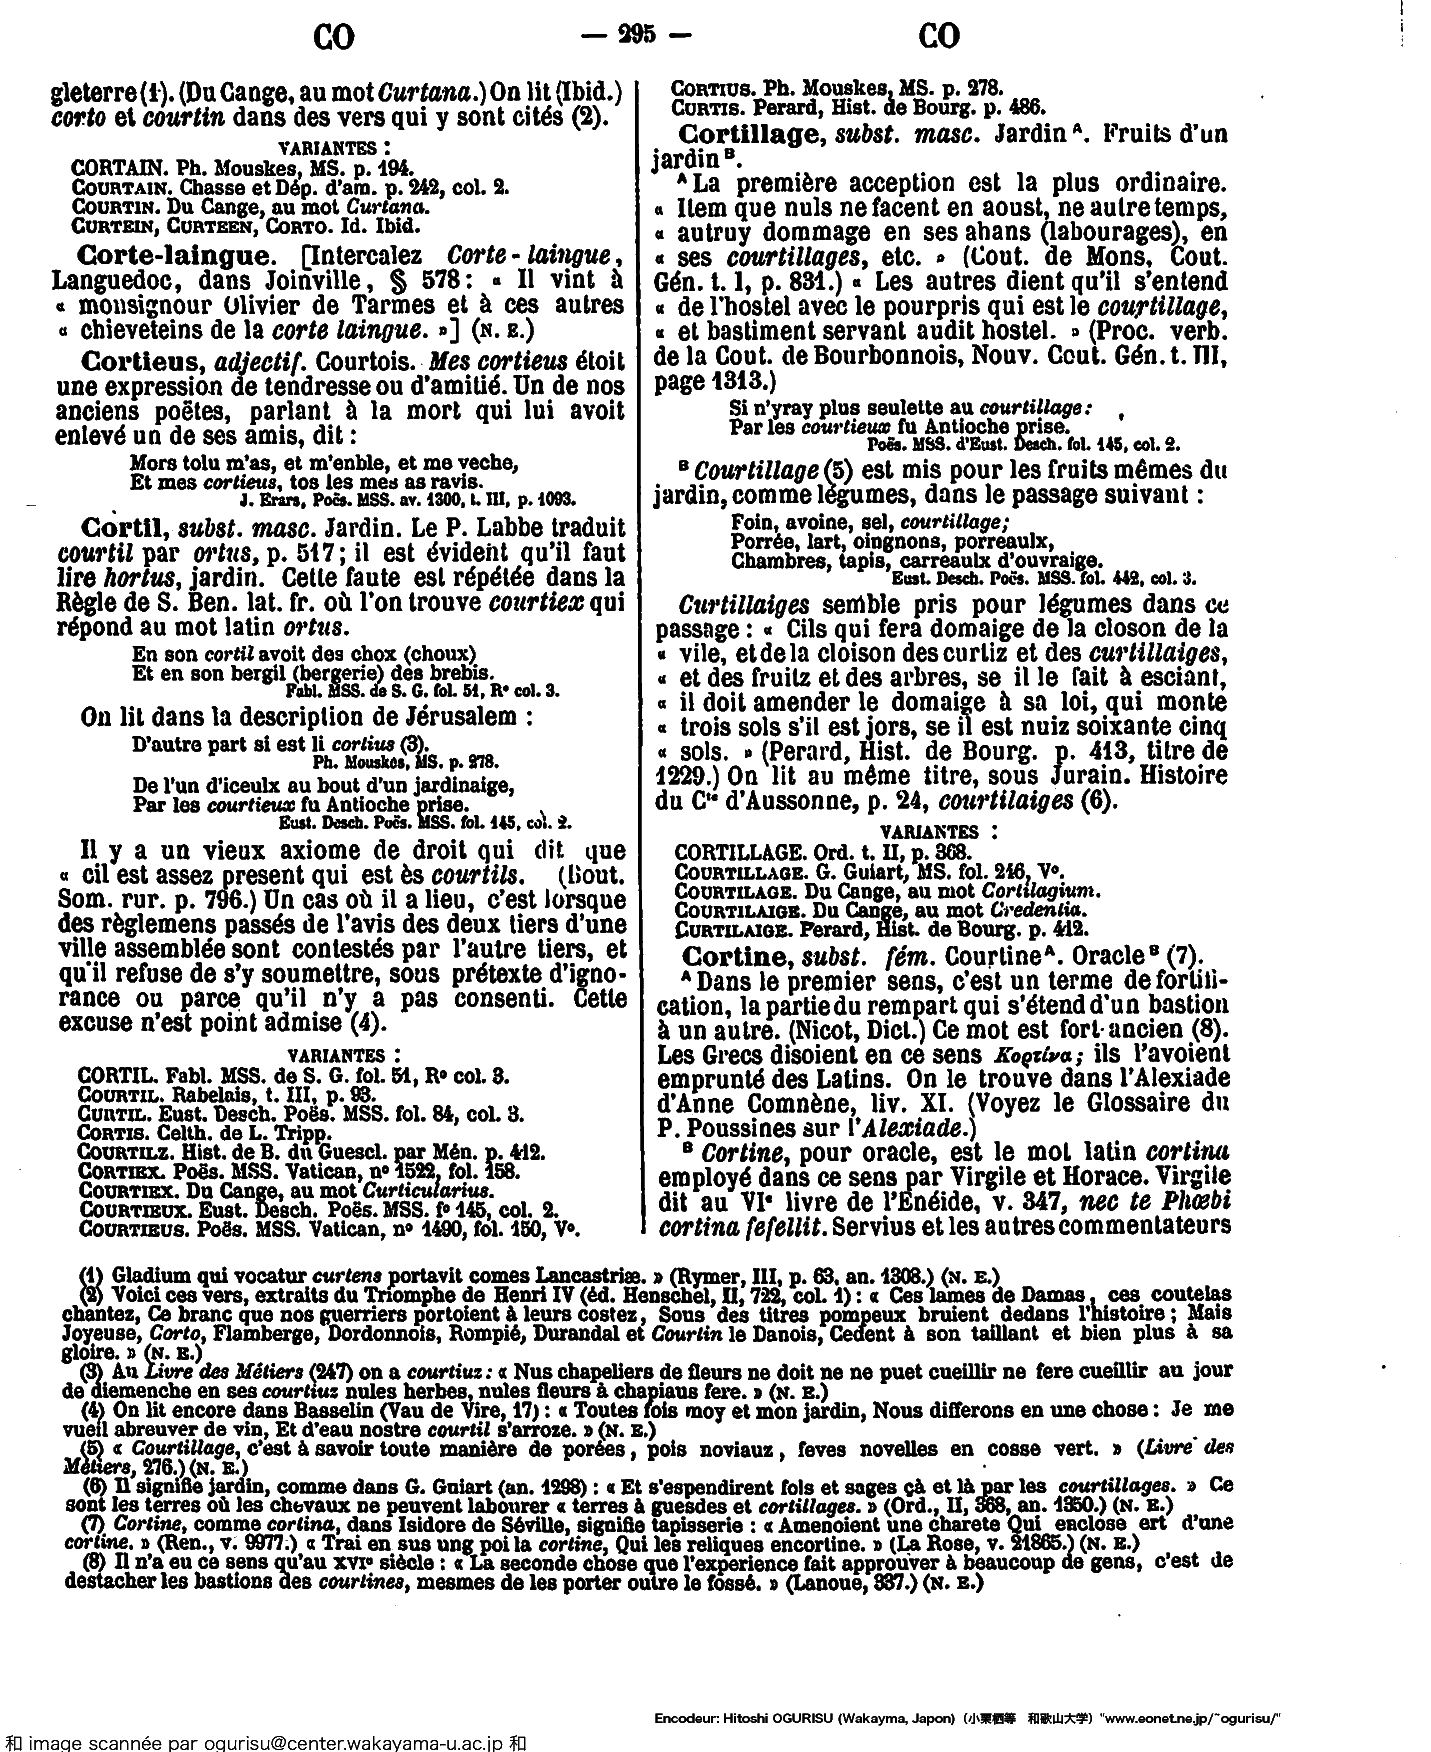 CO — 295 — CO
gleterre (1). (Du Cange, au mot Curtana.) On lit (Ibid.)
corto et courtin dans des vers qui y sont cités (2).
VARIANTES :
CORTAIN. Ph. Mouskes, MS. p. 194.
COURTAIN. Chasse et Dép. d'am. p. 242, col. 2.
COURTIN. Du Cange, au mot Curtana.
CURTEIN, CURTEEN, CORTO. Id. Ibid.
Corte-laingue. [Intercalez Corte-laingue,
Languedoc, dans Joinville, § 578 : « Il vint à
« monsignour Olivier de Tarmes et à ces autres
« chieveteins de la corte laingue. »] (N. E.)
Cortieus, adjectif. Courtois. Mes cortieus étoit
une expression de tendresse ou d'amitié. Un de nos
anciens poëtes, parlant à la mort qui lui avoit
enlevé un de ses amis, dit :
Mors tolu m'as, et m'enble, et me veche,
Et mes cortieus, tos les mes as ravis.
J. Erars, Poës. MSS. av. 1300, t. III, p. 1093.
Cortil, subst. masc. Jardin. Le P. Labbe traduit
courtil par ortus, p. 517 ; il est évident qu'il faut
lire hortus, jardin. Cette faute est répétée dans la
Règle de S. Ben. lat. fr. où l'on trouve courtiex qui
répond au mot latin ortus.
En son cortil avoit des chox (choux)
Et en son bergil (bergerie) des brebis.
Fabl. MSS. de S. G. fol. 51, R° col. 3.
On lit dans la description de Jérusalem :
D'autre part si est li cortius (3).
Ph. Mouskes, MS. p. 278.
De l'un d'iceulx au bout d'un jardinaige,
Par les courtieux fu Antioche prise.
Eust. Desch. Poës. MSS. fol. 145, col. 2.
Il y a un vieux axiome de droit qui dit que
« cil est assez present qui est ès courtils. (Bout.
Som. rur. p. 796.) Un cas où il a lieu, c'est lorsque
des règlemens passés de l'avis des deux tiers d'une
ville assemblée sont contestés par l'autre tiers, et
qu'il refuse de s'y soumettre, sous prétexte d'igno-
rance ou parce qu'il n'y a pas consenti. Cette
excuse n'est point admise (4).
VARIANTES :
CORTIL. Fabl. MSS. de S. G. fol. 51, R° col. 3.
COURTIL. Rabelais, t. III, p. 93.
CURTIL. Eust. Desch. Poës. MSS. fol. 84, col. 3.
CORTIS. Celth. de L. Tripp.
COURTILZ. Hist. de B. du Guescl. par Mén. p. 412.
CORTIEX. Poës. MSS. Vatican, n° 1522, fol. 158.
COURTIEX. Du Cange, au mot Curticularius.
COURTIEUX. Eust. Desch. Poës. MSS. f° 145, col. 2.
COURTIEUS. Poës. MSS. Vatican, n° 1490, fol. 150, V°.
CORTIUS. Ph. Mouskes, MS. p. 278.
CURTIS. Perard, Hist. de Bourg. p. 486.
Cortillage, subst. masc. Jardin ᴬ. Fruits d'un
jardin ᴮ.
ᴬ La première acception est la plus ordinaire.
« Item que nuls ne facent en aoust, ne autre temps,
« autruy dommage en ses ahans (labourages), en
« ses courtillages, etc. » (Cout. de Mons, Cout.
Gén. t. I, p. 831.) « Les autres dient qu'il s'entend
« de l'hostel avec le pourpris qui est le courtillage,
« et bastiment servant audit hostel. » (Proc. verb.
de la Cout. de Bourbonnois, Nouv. Cout. Gén. t. III,
page 1313.)
Si n'yray plus seulette au courtillage :
Par les courtieux fu Antioche prise.
Poës. MSS. d'Eust. Desch. fol. 145, col. 2.
ᴮ Courtillage (5) est mis pour les fruits mêmes du
jardin, comme légumes, dans le passage suivant :
Foin, avoine, sel, courtillage ;
Porrée, lart, oingnons, porreaulx,
Chambres, tapis, carreaulx d'ouvraige.
Eust. Desch. Poës. MSS. fol. 442, col. 3.
Curtillaiges semble pris pour légumes dans ce
passage : « Cils qui fera domaige de la closon de la
« vile, et de la cloison des curtiz et des curtillaiges,
« et des fruitz et des arbres, se il le fait à esciant,
« il doit amender le domaige à sa loi, qui monte
« trois sols s'il est jors, se il est nuiz soixante cinq
« sols. » (Perard, Hist. de Bourg. p. 413, titre de
1229.) On lit au même titre, sous Jurain. Histoire
du Cᵗᵉ d'Aussonne, p. 24, courtilaiges (6).
VARIANTES :
CORTILLAGE. Ord. t. II, p. 368.
COURTILLAGE. G. Guiart, MS. fol. 216, V°.
COURTILAGE. Du Cange, au mot Cortilagium.
COURTILAIGE. Du Cange, au mot Credentia.
CURTILAIGE. Perard, Hist. de Bourg. p. 412.
Cortine, subst. fém. Courtine ᴬ. Oracle ᴮ (7).
ᴬ Dans le premier sens, c'est un terme de fortifi-
cation, la partie du rempart qui s'étend d'un bastion
à un autre. (Nicot, Dict.) Ce mot est fort ancien (8).
Les Grecs disoient en ce sens Κορτίνα ; ils l'avoient
emprunté des Latins. On le trouve dans l'Alexiade
d'Anne Comnène, liv. XI. (Voyez le Glossaire du
P. Poussines sur l'Alexiade.)
ᴮ Cortine, pour oracle, est le mot latin cortina
employé dans ce sens par Virgile et Horace. Virgile
dit au VIᵉ livre de l'Enéide, v. 347, nec te Phœbi
cortina fefellit. Servius et les autres commentateurs
(1) Gladium qui vocatur curtens portavit comes Lancastriæ. » (Rymer, III, p. 63, an. 1308.) (N. E.)
(2) Voici ces vers, extraits du Triomphe de Henri IV (éd. Henschel, II, 722, col. 1) : « Ces lames de Damas, ces coutelas
chantez, Ce branc que nos guerriers portoient à leurs costez, Sous des titres pompeux bruient dedans l'histoire ; Mais
Joyeuse, Corto, Flamberge, Dordonnois, Rompié, Durandal et Courtin le Danois, Cedent à son taillant et bien plus à sa
gloire. » (N. E.)
(3) Au Livre des Métiers (247) on a courtiuz : « Nus chapeliers de fleurs ne doit ne ne puet cueillir ne fere cueillir au jour
de diemenche en ses courtiuz nules herbes, nules fleurs à chapiaus fere. » (N. E.)
(4) On lit encore dans Basselin (Vau de Vire, 17) : « Toutes fois moy et mon jardin, Nous differons en une chose : Je me
vueil abreuver de vin, Et d'eau nostre courtil s'arroze. » (N. E.)
(5) « Courtillage, c'est à savoir toute manière de porées, pois noviauz, feves novelles en cosse vert. » (Livre des
Métiers, 276.) (N. E.)
(6) Il signifie jardin, comme dans G. Guiart (an. 1298) : « Et s'espendirent fols et sages çà et là par les courtillages. » Ce
sont les terres où les chevaux ne peuvent labourer « terres à guesdes et cortillages. » (Ord., II, 368, an. 1350.) (N. E.)
(7) Cortine, comme cortina, dans Isidore de Séville, signifie tapisserie : « Amenoient une charete Qui enclose ert d'une
cortine. » (Ren., v. 9977.) « Trai en sus ung poi la cortine, Qui les reliques encortine. » (La Rose, v. 21865.) (N. E.)
(8) Il n'a eu ce sens qu'au XVIᵉ siècle : « La seconde chose que l'experience fait approuver à beaucoup de gens, c'est de
destacher les bastions des courtines, mesmes de les porter outre le fossé. » (Lanoue, 337.) (N. E.)
Encodeur: Hitoshi OGURISU (Wakayma, Japon) (小栗栖等 和歌山大学) "www.eonet.ne.jp/~ogurisu/"
和 image scannée par ogurisu@center.wakayama-u.ac.jp 和